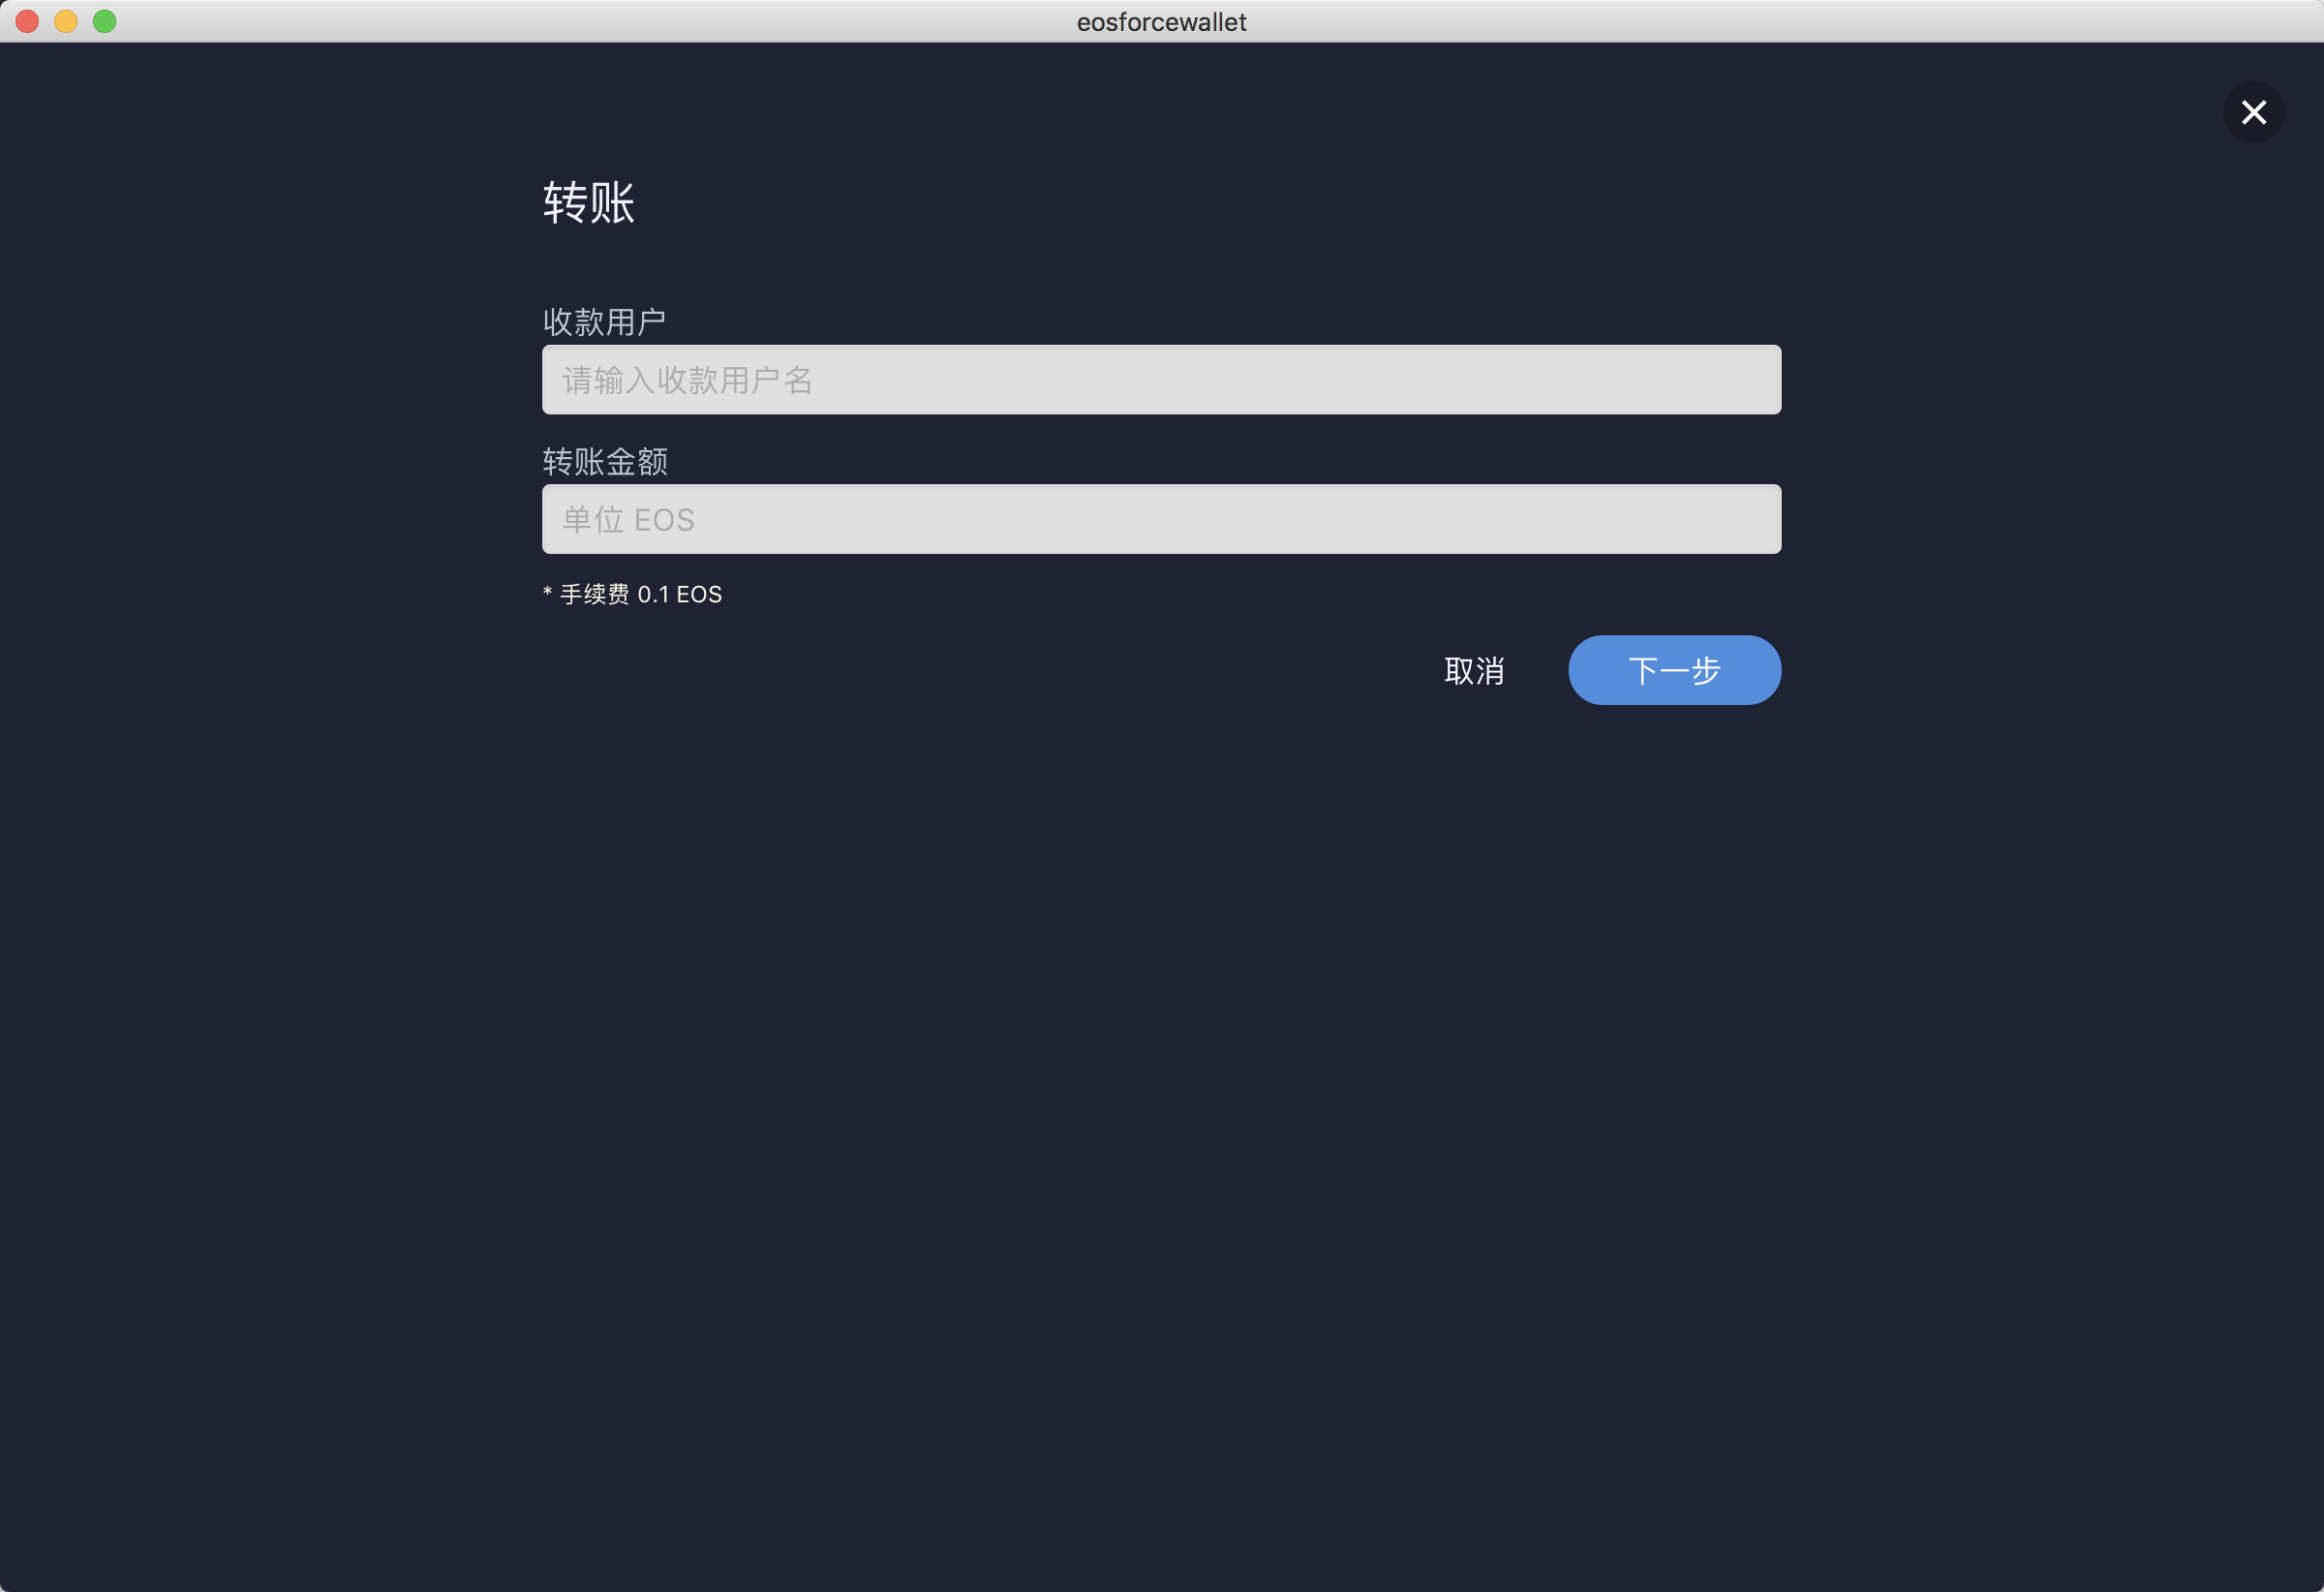 eosforcewallet
转账
收款用户
请输入收款用户名
转账金额
单位 EOS
* 手续费 0.1 EOS
取消 下一步